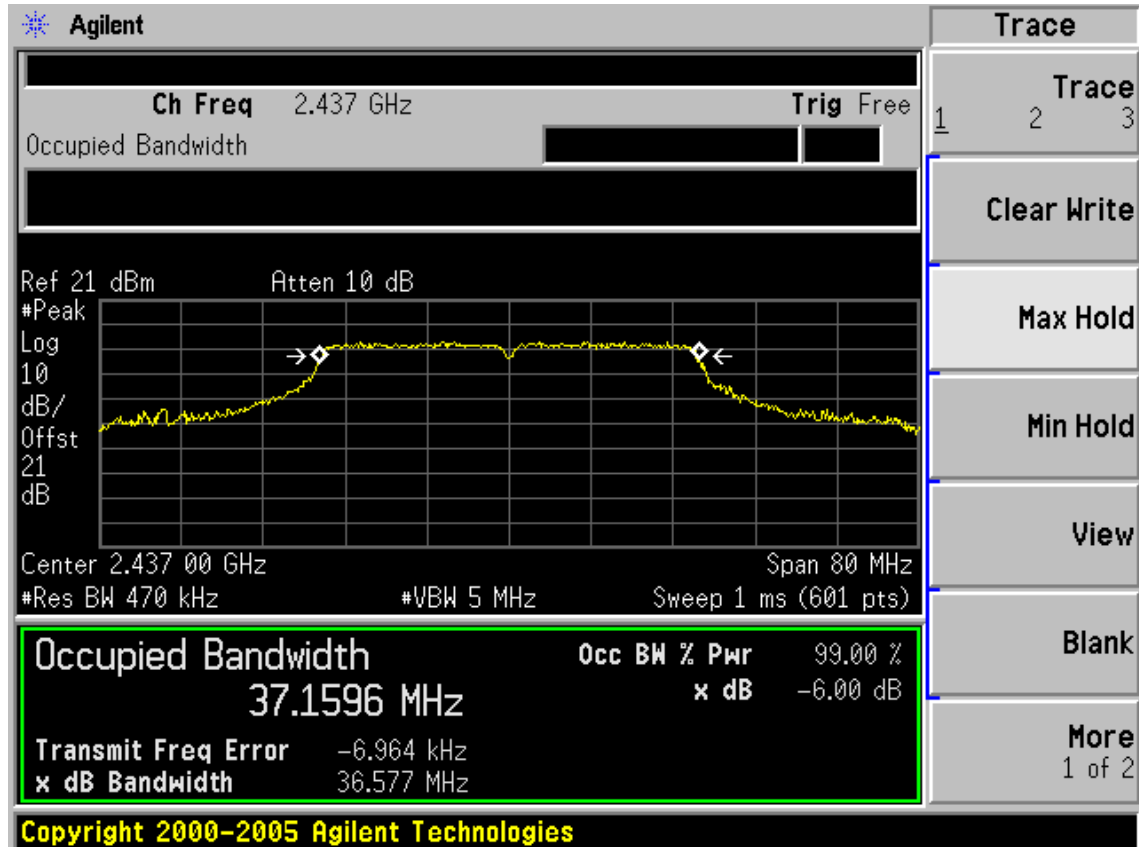 Agilent
Trace
Ch Freq 2.437 GHz Trig Free
Occupied Bandwidth
Trace
1 2 3
Clear Write
Max Hold
Min Hold
View
Blank
More
1 of 2
Ref 21 dBm Atten 10 dB
#Peak
Log
10
dB/
Offst
21
dB
Center 2.437 00 GHz Span 80 MHz
#Res BW 470 kHz #VBW 5 MHz Sweep 1 ms (601 pts)
Occupied Bandwidth
37.1596 MHz
Occ BW % Pwr 99.00 %
x dB -6.00 dB
Transmit Freq Error -6.964 kHz
x dB Bandwidth 36.577 MHz
Copyright 2000-2005 Agilent Technologies